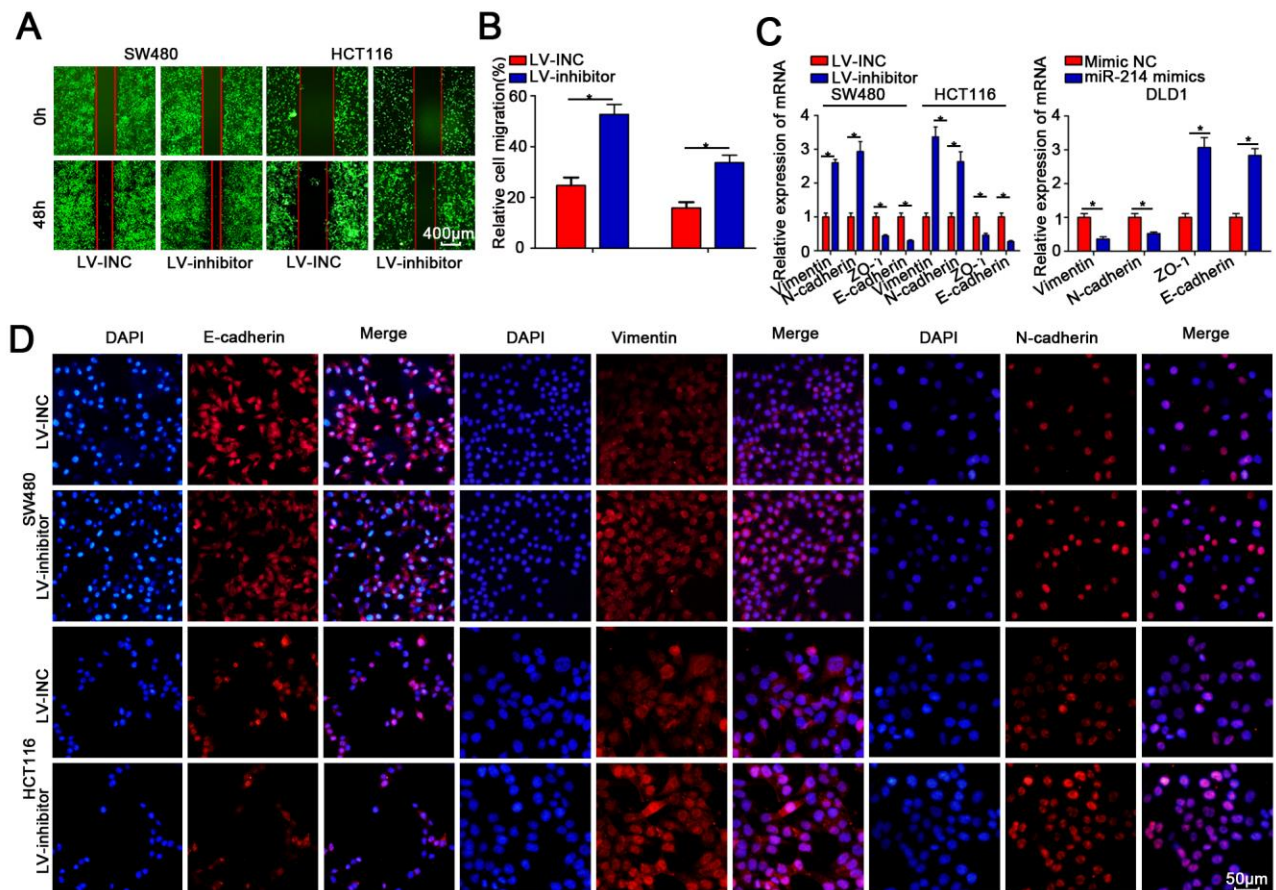 A
SW480 HCT116
0h
48h
400μm
LV-INC LV-inhibitor LV-INC LV-inhibitor
B
LV-INC
LV-inhibitor
Relative cell migration(%)
60
40
20
0
*
*
C
LV-INC
LV-inhibitor
SW480 HCT116
Relative expression of mRNA
4
3
2
1
0
* * * * * * * *
Vimentin N-cadherin ZO-1 E-cadherin Vimentin N-cadherin ZO-1 E-cadherin
Mimic NC
miR-214 mimics
DLD1
Relative expression of mRNA
4
3
2
1
0
* * * *
Vimentin N-cadherin ZO-1 E-cadherin
D
DAPI E-cadherin Merge DAPI Vimentin Merge DAPI N-cadherin Merge
SW480
LV-INC
LV-inhibitor
HCT116
LV-INC
LV-inhibitor
50μm